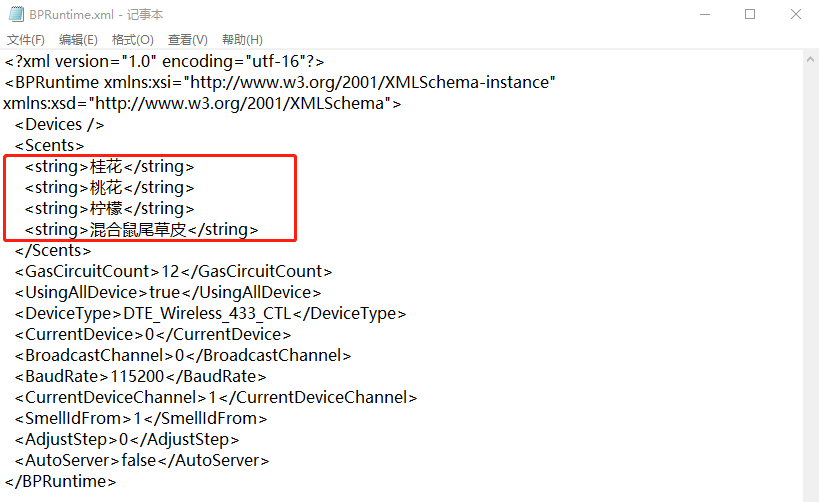 BPRuntime.xml - 记事本
文件(F) 编辑(E) 格式(O) 查看(V) 帮助(H)
<?xml version="1.0" encoding="utf-16"?>
<BPRuntime xmlns:xsi="http://www.w3.org/2001/XMLSchema-instance"
xmlns:xsd="http://www.w3.org/2001/XMLSchema">
  <Devices />
  <Scents>
    <string>桂花</string>
    <string>桃花</string>
    <string>柠檬</string>
    <string>混合鼠尾草皮</string>
  </Scents>
  <GasCircuitCount>12</GasCircuitCount>
  <UsingAllDevice>true</UsingAllDevice>
  <DeviceType>DTE_Wireless_433_CTL</DeviceType>
  <CurrentDevice>0</CurrentDevice>
  <BroadcastChannel>0</BroadcastChannel>
  <BaudRate>115200</BaudRate>
  <CurrentDeviceChannel>1</CurrentDeviceChannel>
  <SmellIdFrom>1</SmellIdFrom>
  <AdjustStep>0</AdjustStep>
  <AutoServer>false</AutoServer>
</BPRuntime>